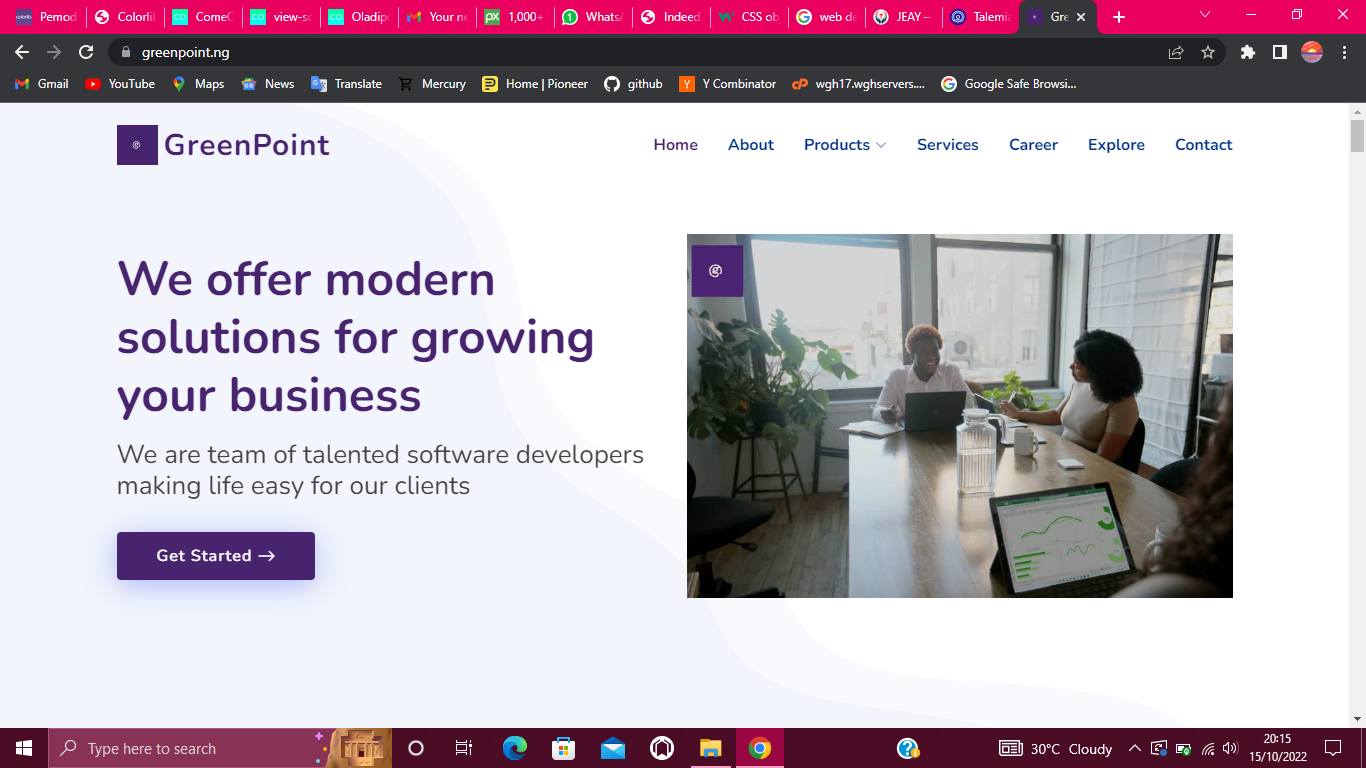 Pemod
Colorlib
ComeC
view-so
Oladipo
Your ne
1,000+
WhatsA
Indeed
CSS ob
web de
JEAY –
Talemia
Gre
greenpoint.ng
Gmail
YouTube
Maps
News
Translate
Mercury
Home | Pioneer
github
Y Combinator
wgh17.wghservers....
Google Safe Browsi...
GreenPoint
Home
About
Products
Services
Career
Explore
Contact
We offer modern
solutions for growing
your business
We are team of talented software developers
making life easy for our clients
Get Started →
Type here to search
30°C Cloudy
20:15
15/10/2022